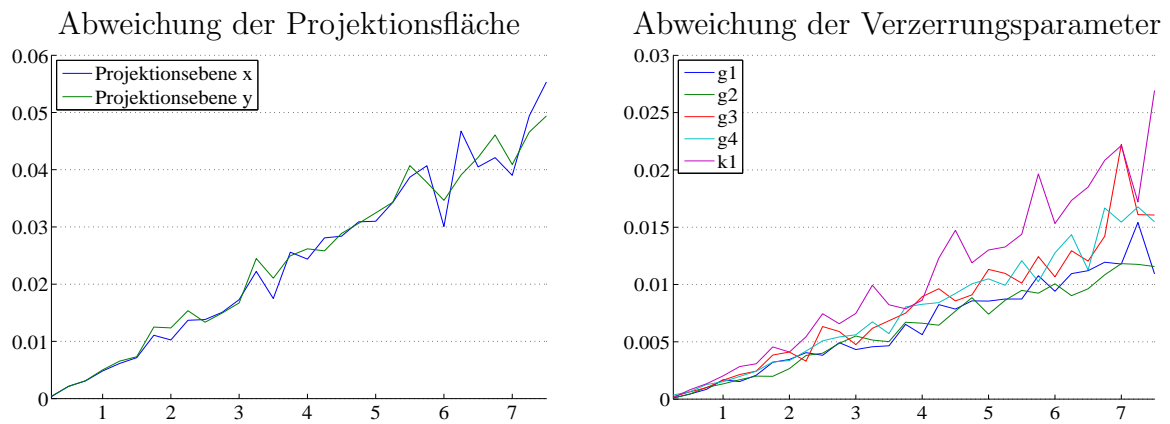 Abweichung der Projektionsfläche
0.06
0.05
0.04
0.03
0.02
0.01
0
Projektionsebene x
Projektionsebene y
1 2 3 4 5 6 7
Abweichung der Verzerrungsparameter
0.03
0.025
0.02
0.015
0.01
0.005
0
g1
g2
g3
g4
k1
1 2 3 4 5 6 7